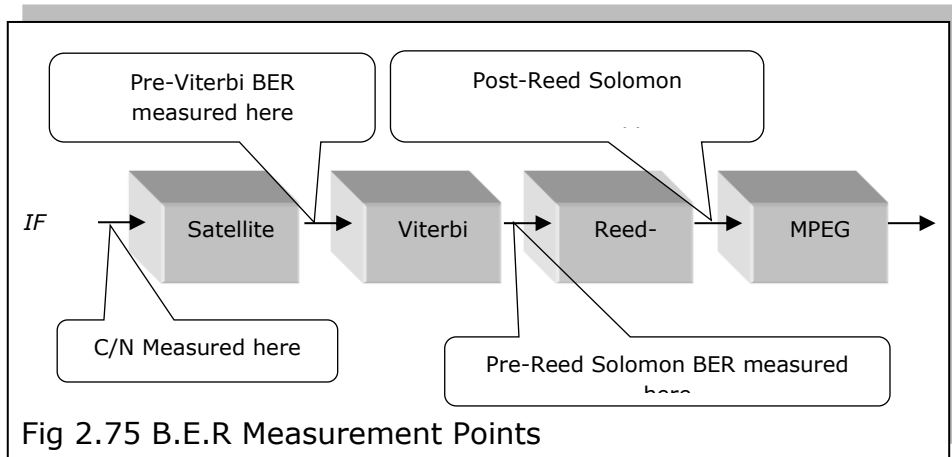 Pre-Viterbi BER
measured here
Post-Reed Solomon
IF
Satellite
Viterbi
Reed-
MPEG
C/N Measured here
Pre-Reed Solomon BER measured
Fig 2.75 B.E.R Measurement Points